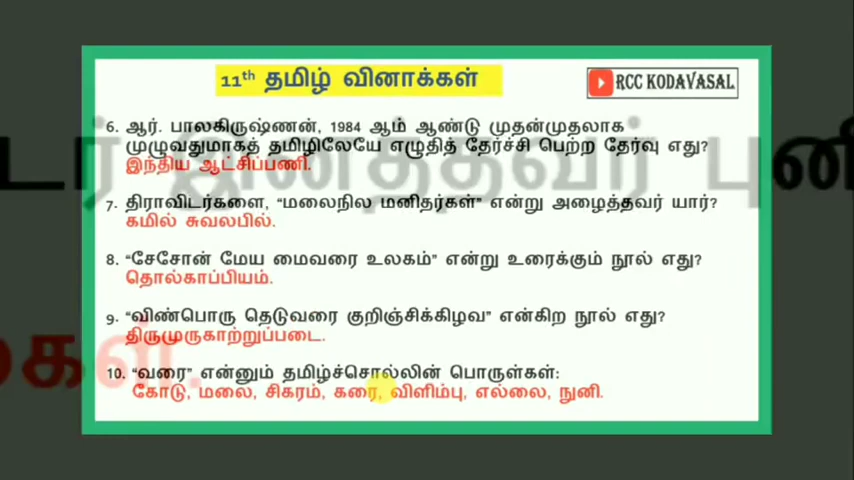 11th தமிழ் வினாக்கள்
RCC KODAVASAL
6. ஆர். பாலகிருஷ்ணன், 1984 ஆம் ஆண்டு முதன்முதலாக
முழுவதுமாகத் தமிழிலேயே எழுதித் தேர்ச்சி பெற்ற தேர்வு எது?
இந்திய ஆட்சிப்பணி.
7. திராவிடர்களை, “மலைநில மனிதர்கள்” என்று அழைத்தவர் யார்?
கமில் சுவலபில்.
8. “சேசோன் மேய மைவரை உலகம்” என்று உரைக்கும் நூல் எது?
தொல்காப்பியம்.
9. “விண்பொரு தெடுவரை குறிஞ்சிக்கிழவ” என்கிற நூல் எது?
திருமுருகாற்றுப்படை.
10. “வரை” என்னும் தமிழ்ச்சொல்லின் பொருள்கள்:
கோடு, மலை, சிகரம், கரை, விளிம்பு, எல்லை, நுனி.